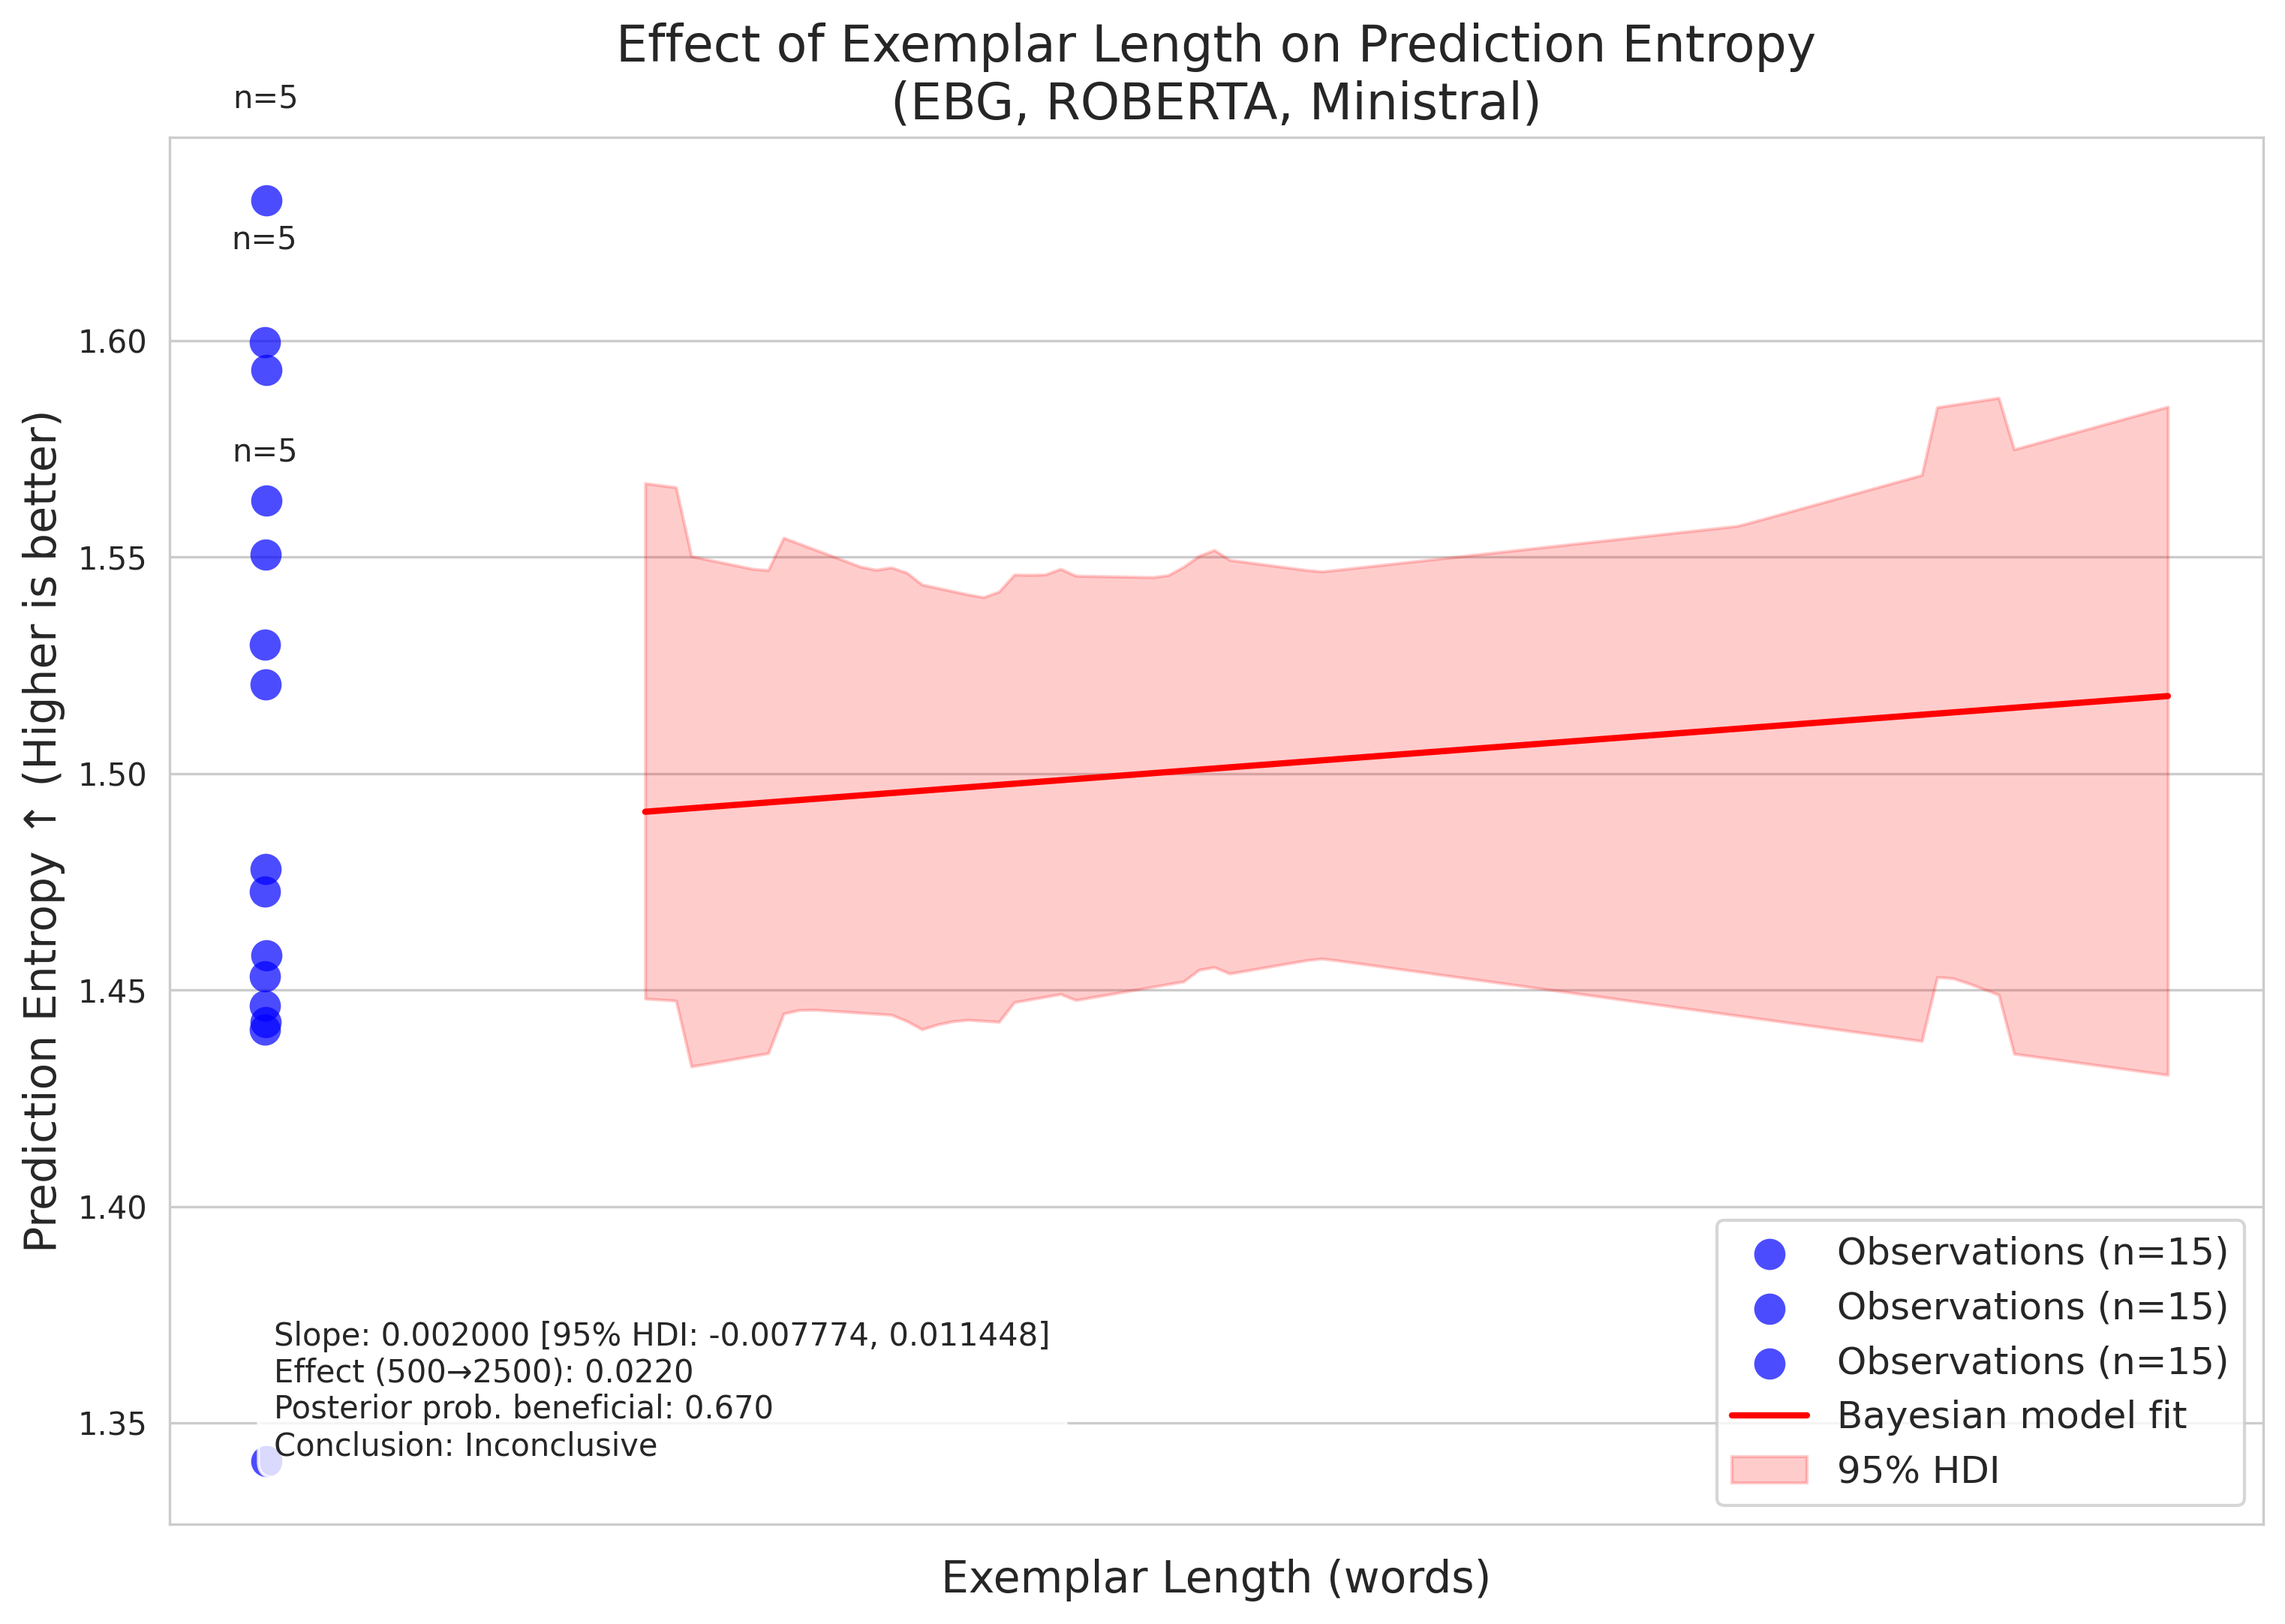 Effect of Exemplar Length on Prediction Entropy
(EBG, ROBERTA, Ministral)
n=5
n=5
n=5
Prediction Entropy ↑ (Higher is better)
1.60
1.55
1.50
1.45
1.40
1.35
Slope: 0.002000 [95% HDI: -0.007774, 0.011448]
Effect (500→2500): 0.0220
Posterior prob. beneficial: 0.670
Conclusion: Inconclusive
Observations (n=15)
Observations (n=15)
Observations (n=15)
Bayesian model fit
95% HDI
Exemplar Length (words)